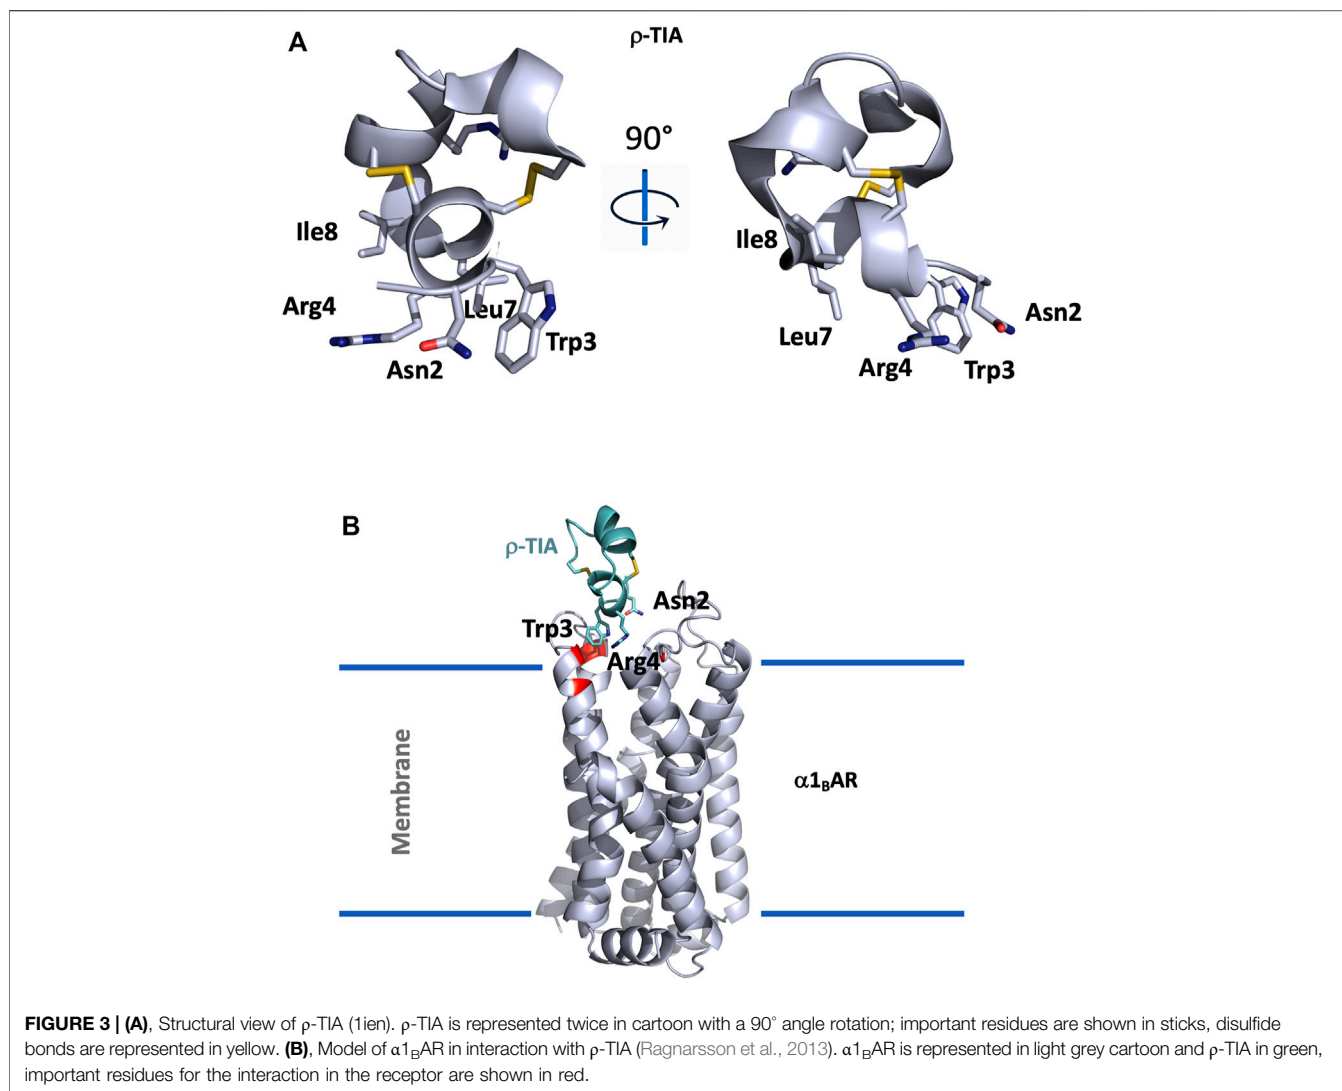 A
ρ-TIA
90°
Ile8
Arg4
Leu7
Trp3
Asn2
Ile8
Leu7
Asn2
Arg4
Trp3
B
ρ-TIA
Asn2
Trp3
Arg4
Membrane
α1BAR
FIGURE 3 | (A), Structural view of ρ-TIA (1ien). ρ-TIA is represented twice in cartoon with a 90° angle rotation; important residues are shown in sticks, disulfide
bonds are represented in yellow. (B), Model of α1BAR in interaction with ρ-TIA (Ragnarsson et al., 2013). α1BAR is represented in light grey cartoon and ρ-TIA in green,
important residues for the interaction in the receptor are shown in red.